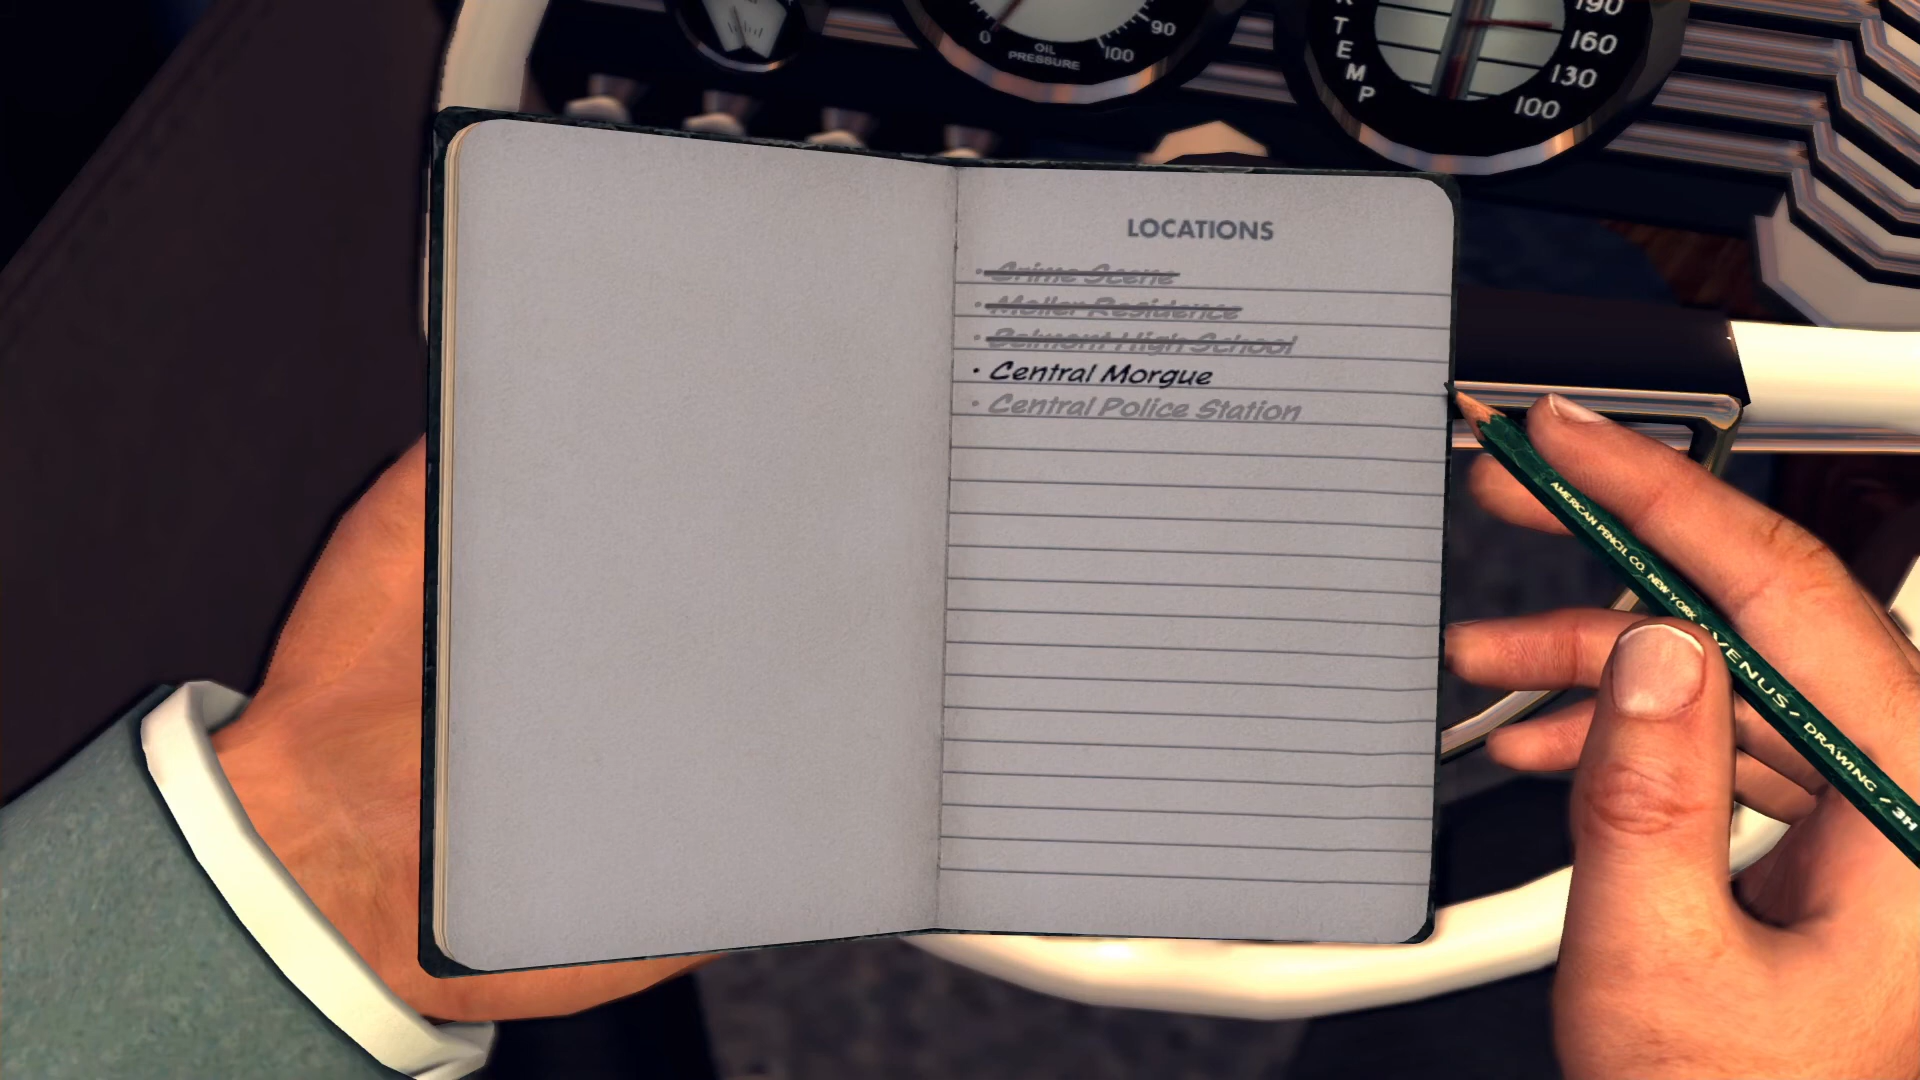 0
OIL
PRESSURE
90
100
TEMP
190
160
130
100
LOCATIONS
• Crime Scene
• Moller Residence
• Belmont High School
• Central Morgue
• Central Police Station
AMERICAN PENCIL CO. NEW YORK VENUS / DRAWING / 3H